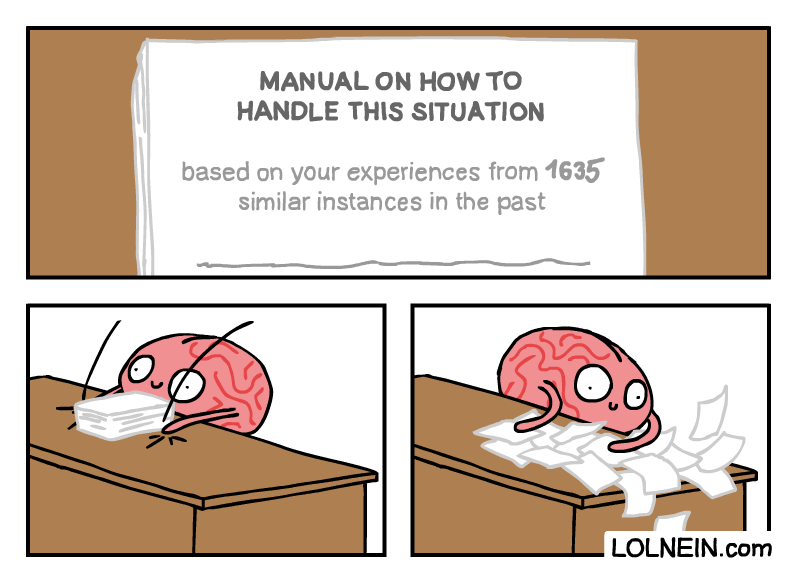 MANUAL ON HOW TO
HANDLE THIS SITUATION
based on your experiences from 1635
similar instances in the past
LOLNEIN.com